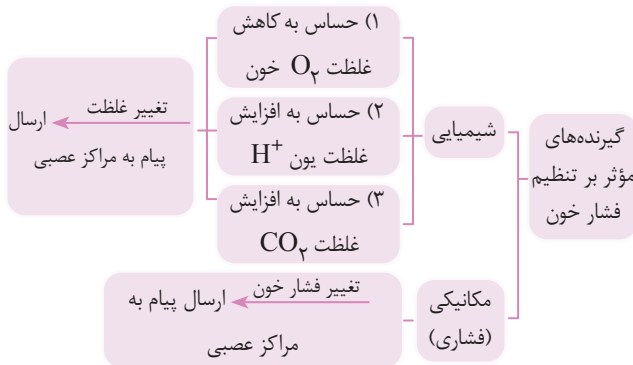 گیرنده‌های
مؤثر بر تنظیم
فشار خون
شیمیایی
۱) حساس به کاهش
غلظت O۲ خون
۲) حساس به افزایش
غلظت یون H+
۳) حساس به افزایش
غلظت CO۲
تغییر غلظت ارسال
پیام به مراکز عصبی
مکانیکی
(فشاری)
تغییر فشار خون ارسال پیام به
مراکز عصبی